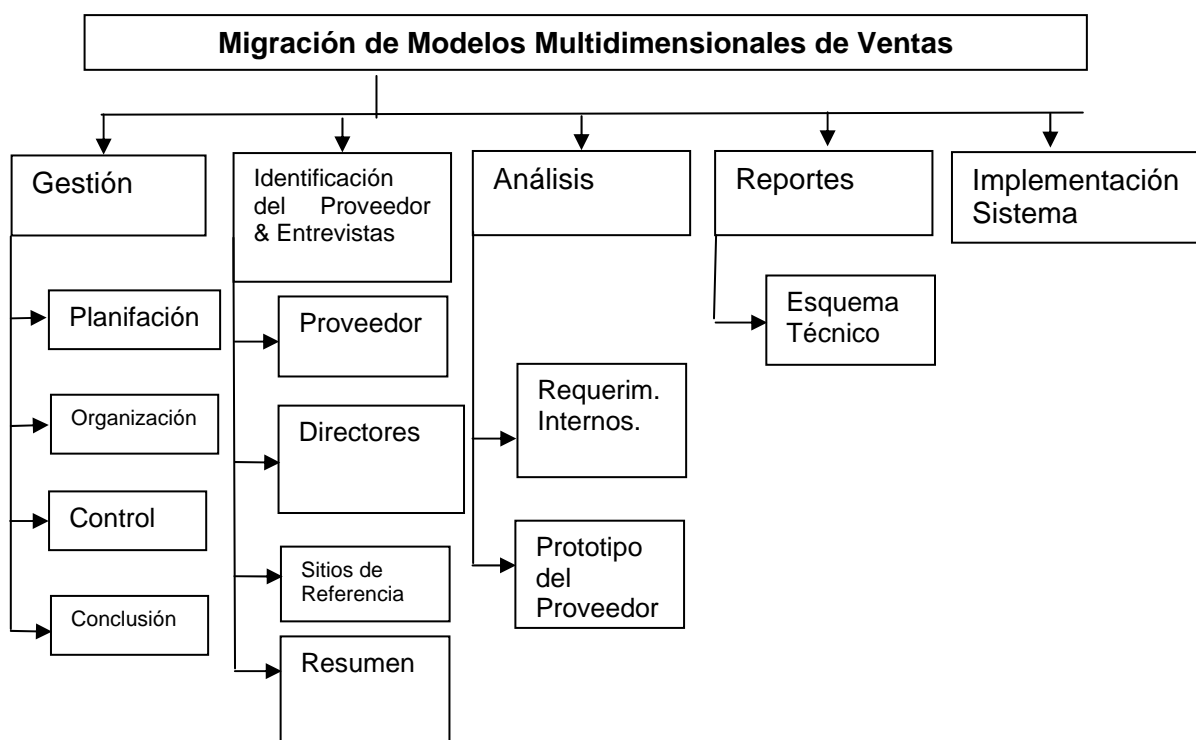 Migración de Modelos Multidimensionales de Ventas
Gestión
Identificación
del Proveedor
& Entrevistas
Análisis
Reportes
Implementación
Sistema
Planifación
Organización
Control
Conclusión
Proveedor
Directores
Sitios de
Referencia
Resumen
Requerim.
Internos.
Prototipo
del
Proveedor
Esquema
Técnico